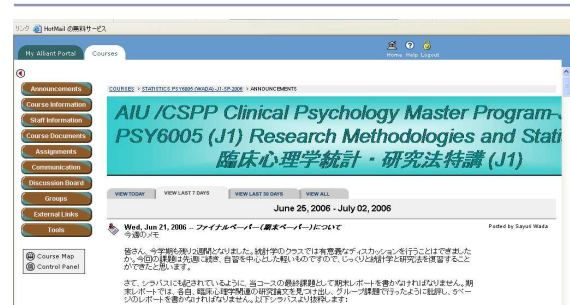 リンク HotMail の無料サービス
My Alliant Portal Courses
Home Help Logout
Announcements
Course Information
Staff Information
Course Documents
Assignments
Communication
Discussion Board
Groups
External Links
Tools
Course Map
Control Panel
COURSES > STATISTICS PSY6005 (WADA)-J1-SP-2006 > ANNOUNCEMENTS
AIU /CSPP Clinical Psychology Master Program-
PSY6005 (J1) Research Methodologies and Stati
臨床心理学統計・研究法特講 (J1)
VIEW TODAY VIEW LAST 7 DAYS VIEW LAST 30 DAYS VIEW ALL
June 25, 2006 - July 02, 2006
Wed, Jun 21, 2006 -- ファイナルペーパー(期末ペーパー)について Posted by Sayuri Wada
今週のメモ
皆さん、今学期も残り2週間となりました。統計学のクラスでは有意義なディスカッションを行うことはできました
か。今回の課題は先週に続き、自習を中心とした軽いものですので、じっくりと統計学と研究法を復習すること
ができたと思います。
さて、シラバスにも記されているように、当コースの最終課題として期末レポートを書かなければなりません。期
末レポートでは、各自、臨床心理学関連の研究論文を見つけ出し、グループ課題で行ったように批評し、5ペー
ジのレポートを書かなければなりません。以下シラバスより抜粋します：